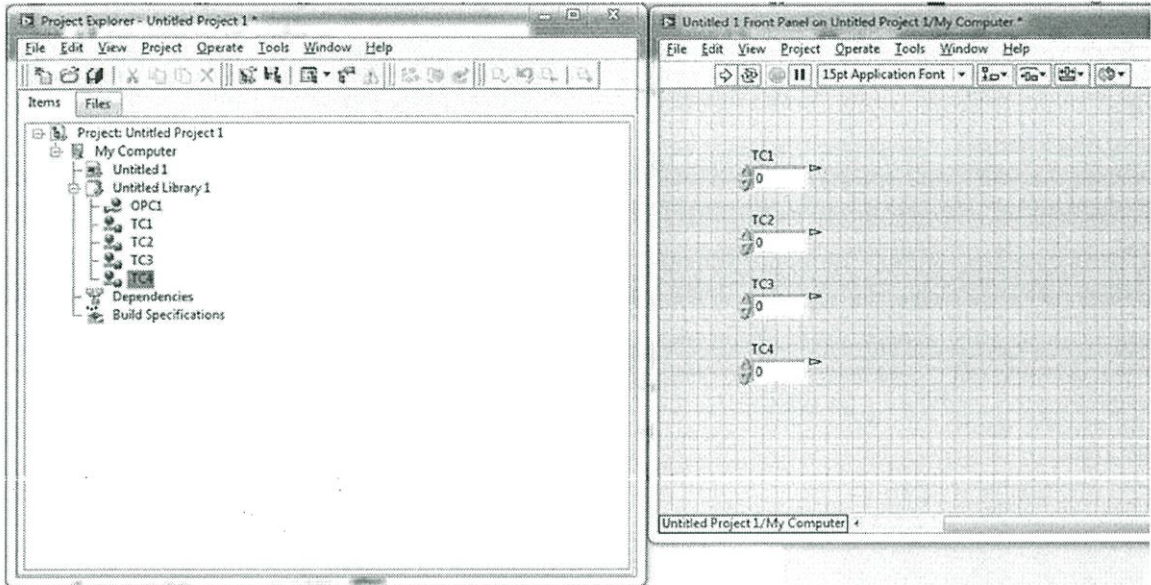 Project Explorer - Untitled Project 1 *
File Edit View Project Operate Tools Window Help
Items Files
Project: Untitled Project 1
My Computer
Untitled 1
Untitled Library 1
OPC1
TC1
TC2
TC3
TC4
Dependencies
Build Specifications
Untitled 1 Front Panel on Untitled Project 1/My Computer *
File Edit View Project Operate Tools Window Help
15pt Application Font
TC1
0
TC2
0
TC3
0
TC4
0
Untitled Project 1/My Computer